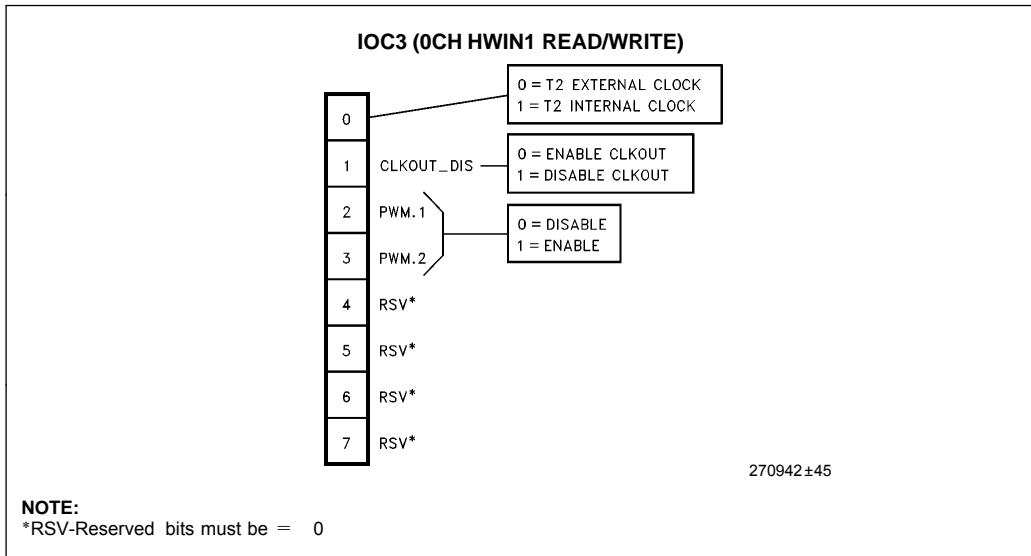 IOC3 (0CH HWIN1 READ/WRITE)
0 = T2 EXTERNAL CLOCK
1 = T2 INTERNAL CLOCK
0
1 CLKOUT_DIS
0 = ENABLE CLKOUT
1 = DISABLE CLKOUT
2 PWM.1
3 PWM.2
0 = DISABLE
1 = ENABLE
4 RSV*
5 RSV*
6 RSV*
7 RSV*
270942±45
NOTE:
*RSV-Reserved bits must be = 0